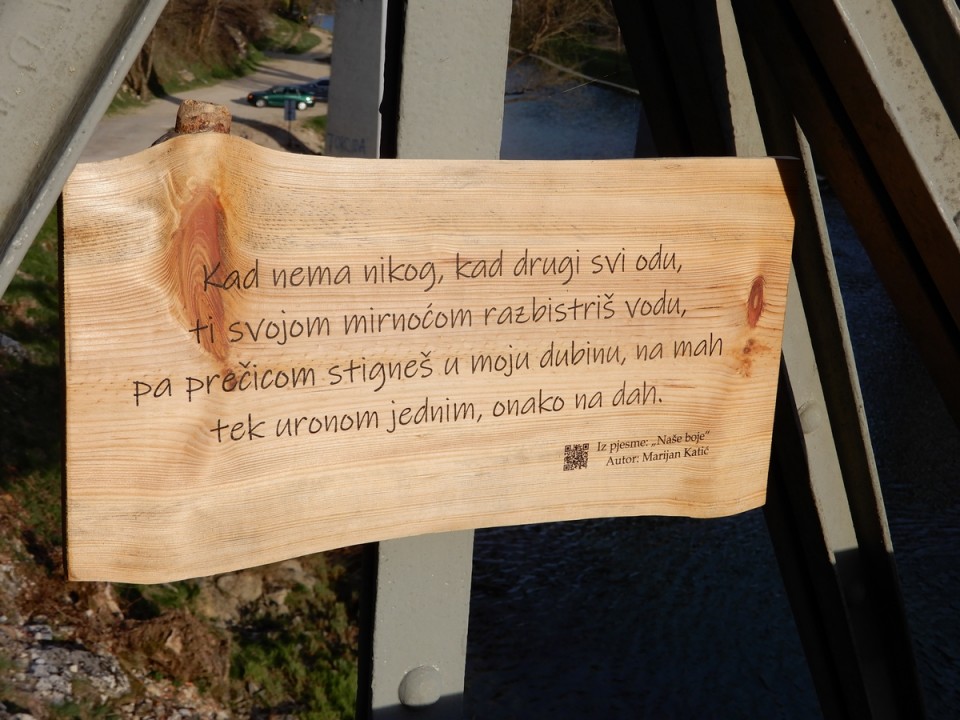 Kad nema nikog, kad drugi svi odu,
ti svojom mirnoćom razbistriš vodu,
pa prečicom stigneš u moju dubinu, na mah
tek uronom jednim, onako na dah.
Iz pjesme: „Naše boje“
Autor: Marijan Katić